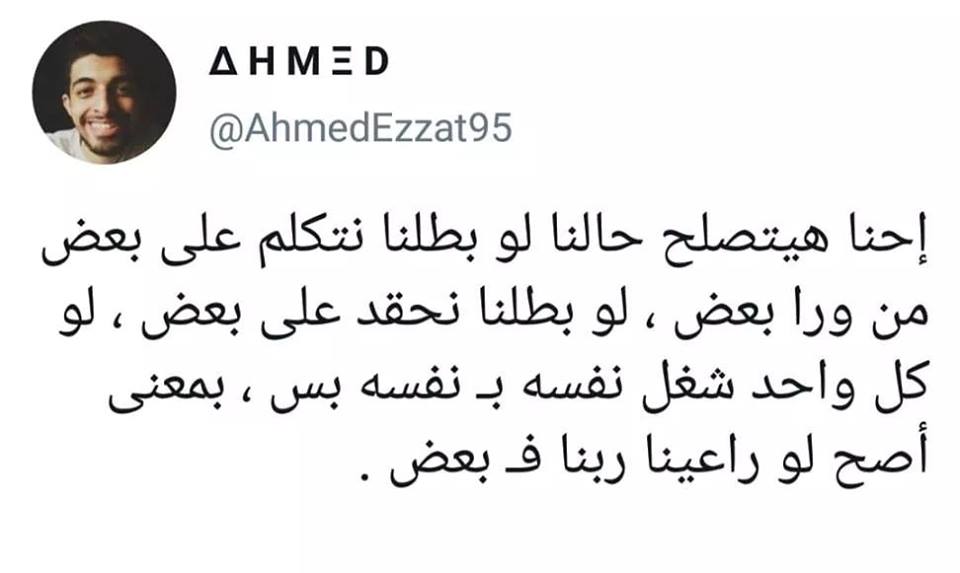 ∆ H M Ξ D
@AhmedEzzat95
إحنا هيتصلح حالنا لو بطلنا نتكلم على بعض
من ورا بعض ، لو بطلنا نحقد على بعض ، لو
كل واحد شغل نفسه بـ نفسه بس ، بمعنى
أصح لو راعينا ربنا فـ بعض .